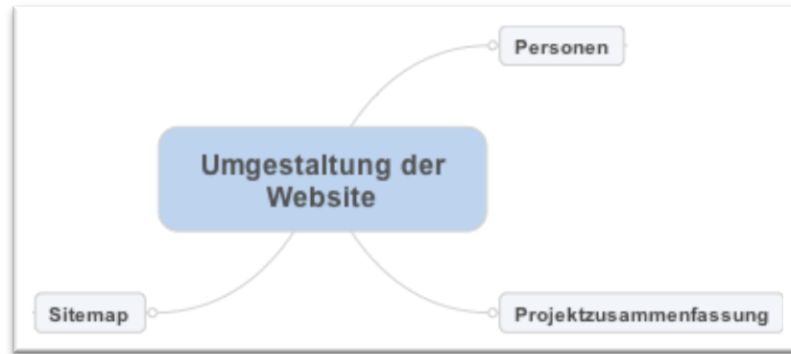 Personen
Umgestaltung der
Website
Sitemap
Projektzusammenfassung